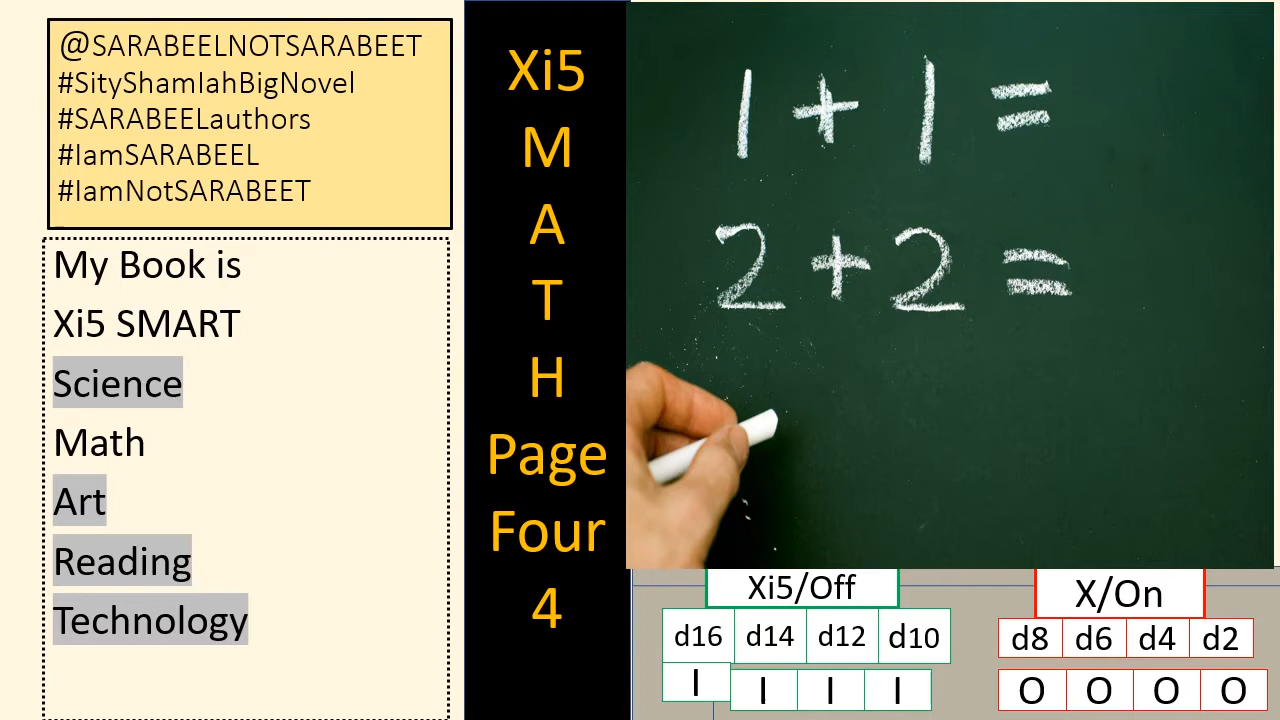 @SARABEELNOTSARABEET
#SityShamIahBigNovel
#SARABEELauthors
#IamSARABEEL
#IamNotSARABEET
My Book is
Xi5 SMART
Science
Math
Art
Reading
Technology
Xi5
M
A
T
H
Page
Four
4
1 + 1 =
2 + 2 =
Xi5/Off
d16 d14 d12 d10
I I I I
X/On
d8 d6 d4 d2
O O O O